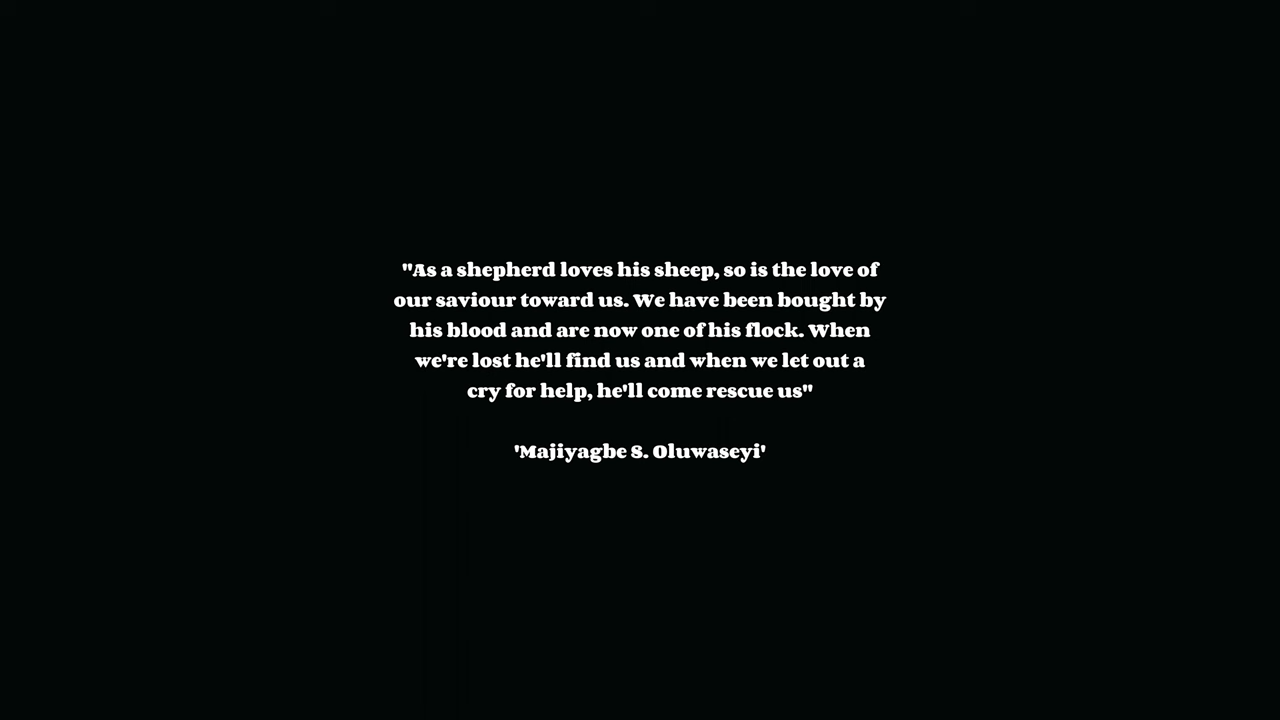 "As a shepherd loves his sheep, so is the love of
our saviour toward us. We have been bought by
his blood and are now one of his flock. When
we're lost he'll find us and when we let out a
cry for help, he'll come rescue us"
'Majiyagbe S. Oluwaseyi'